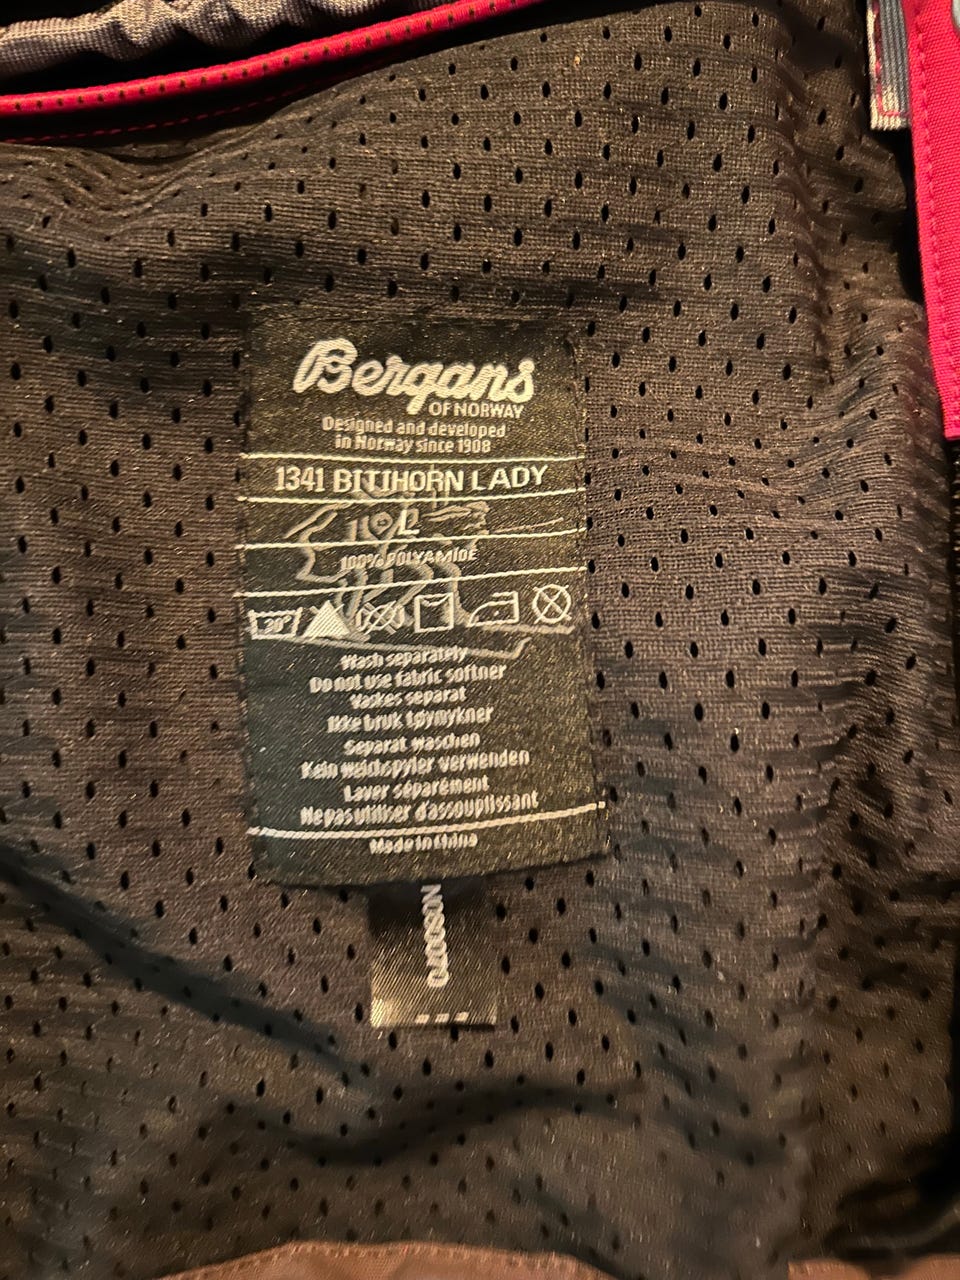 Bergans
OF NORWAY
Designed and developed
in Norway since 1908
1341 BITIHORN LADY
L
100% POLYAMIDE
30°
Wash separately
Do not use fabric softner
Vaskes separat
Ikke bruk tøymykner
Separat waschen
Kein weichspyler verwenden
Laver séparément
Ne pas utiliser d'assouplissant
Made in China